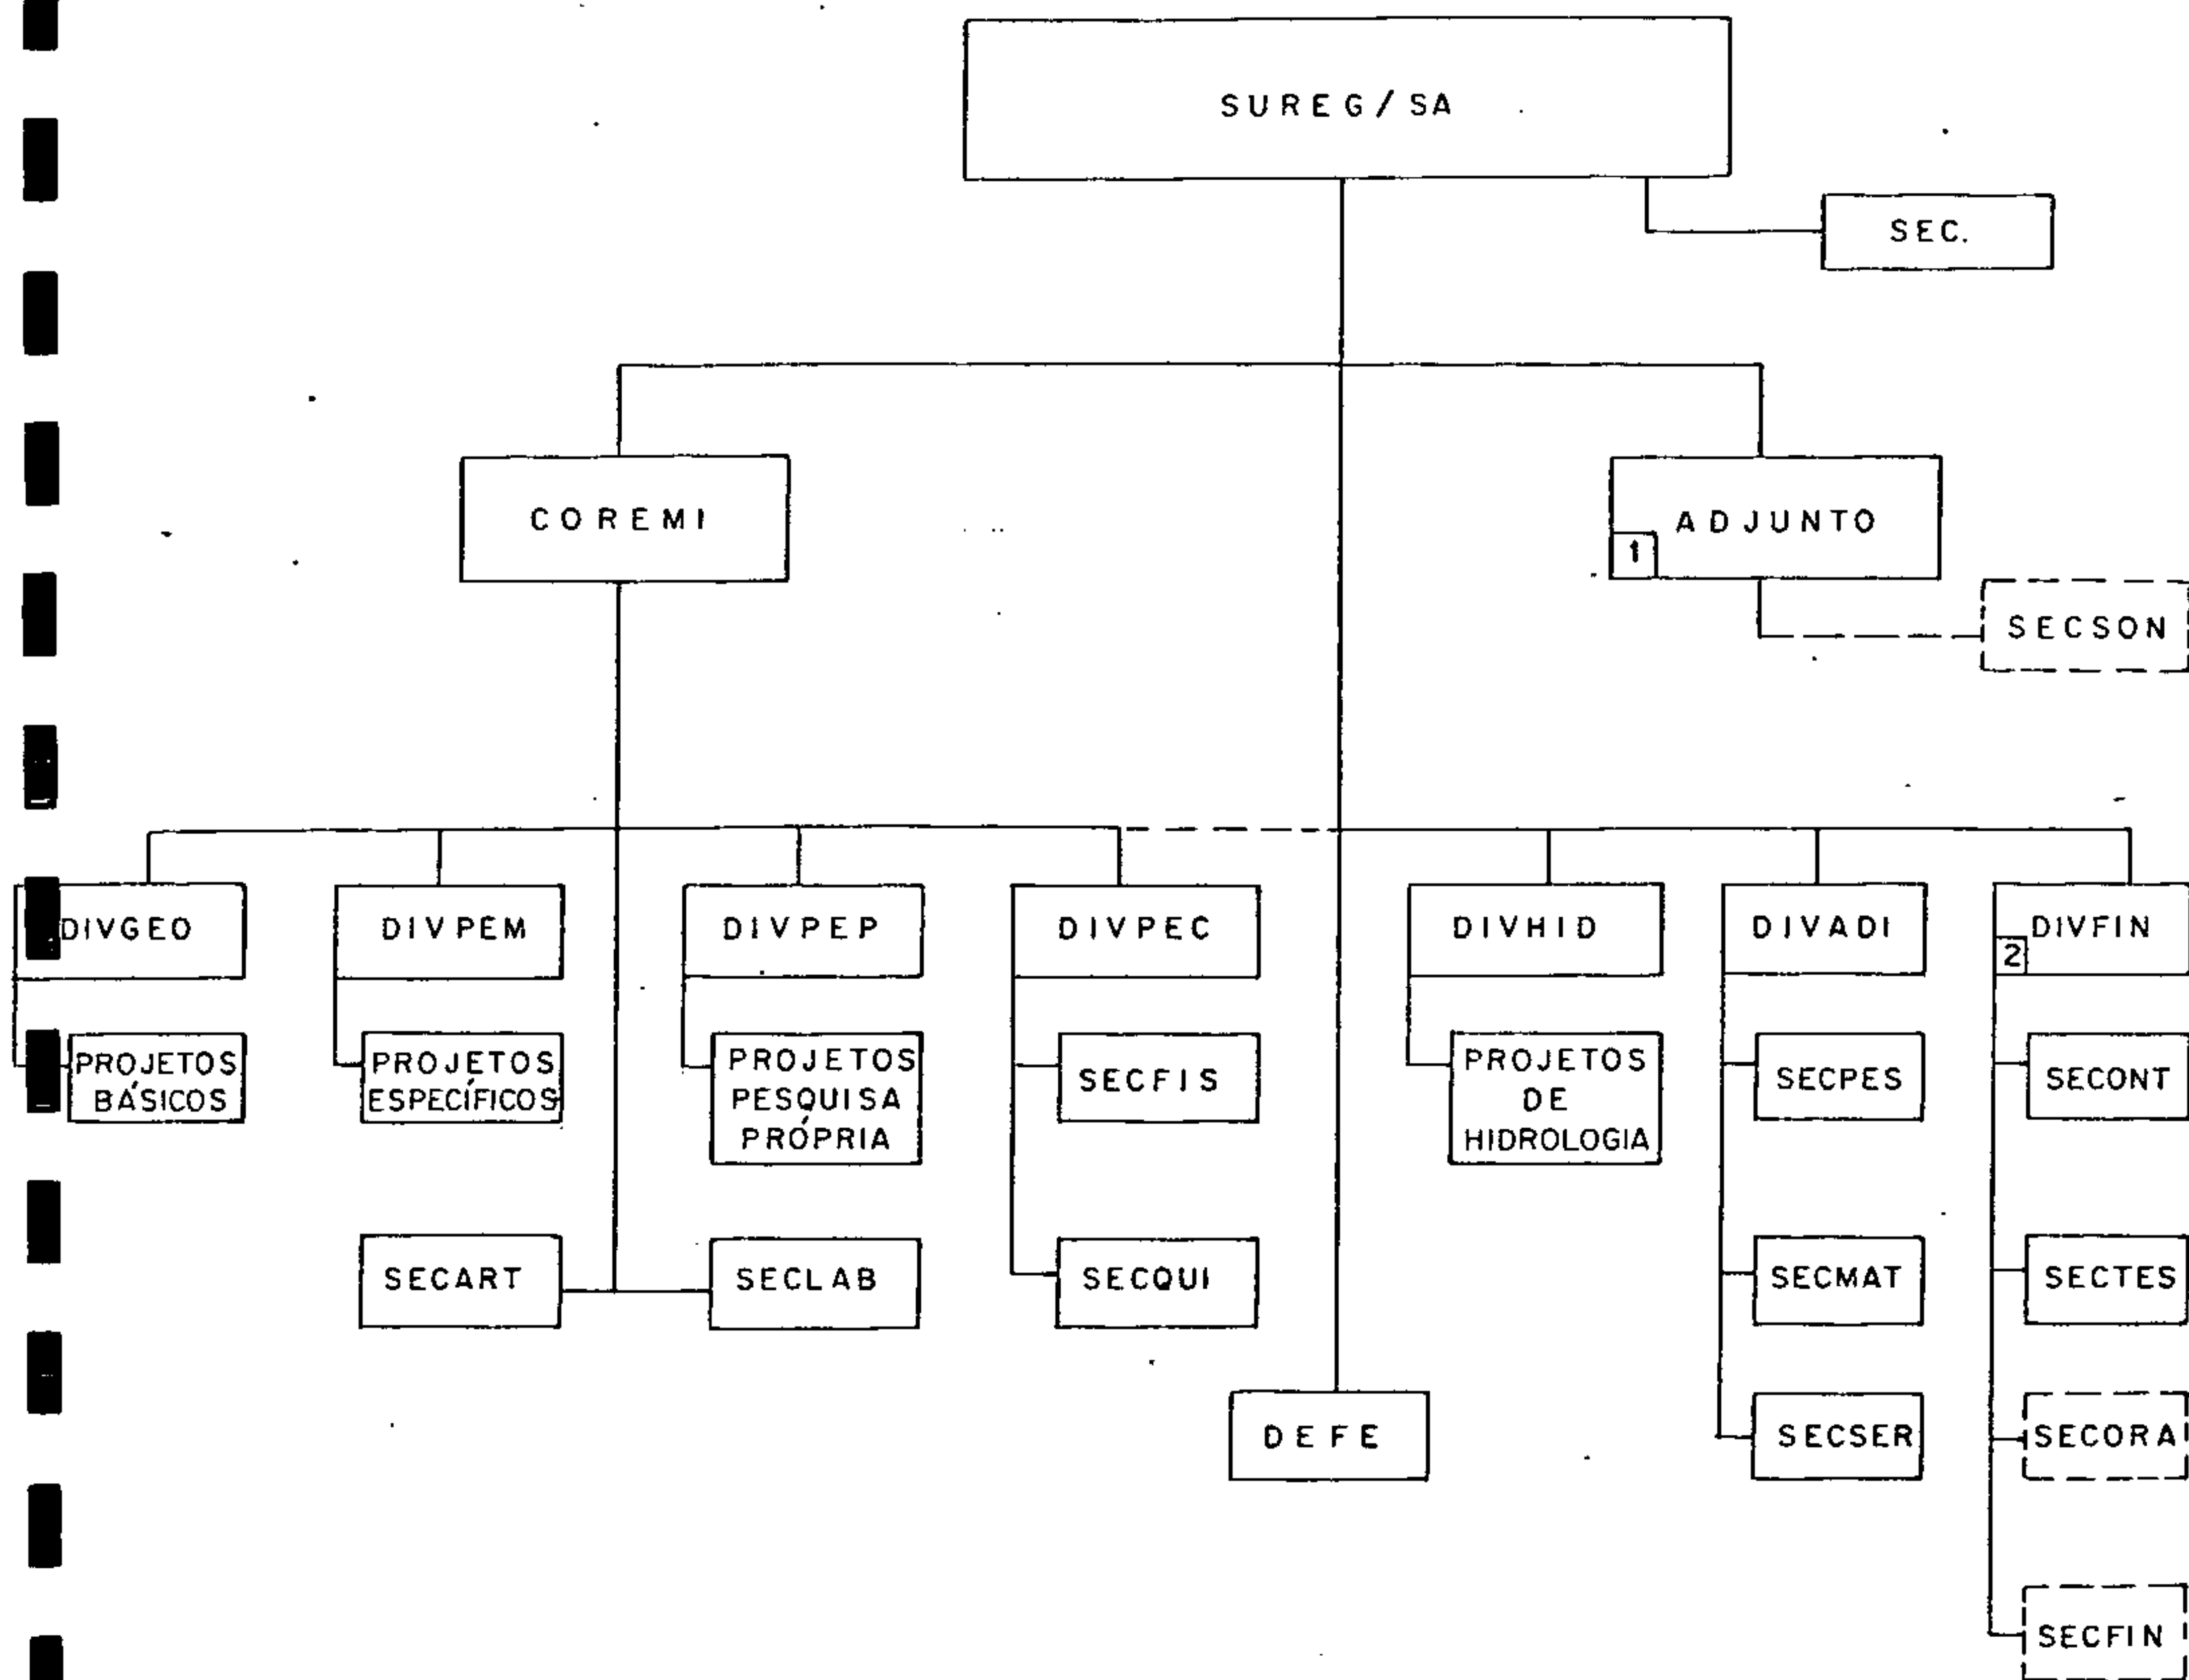 SUREG/SA
SEC.
COREMI
ADJUNTO
1
SECSON
DIVGEO
DIVPEM
DIVPEP
DIVPEC
DIVHID
DIVADI
DIVFIN
2
PROJETOS
BÁSICOS
PROJETOS
ESPECÍFICOS
PROJETOS
PESQUISA
PRÓPRIA
SECFIS
PROJETOS
DE
HIDROLOGIA
SECPES
SECONT
SECART
SECLAB
SECQUI
SECMAT
SECTES
DEFE
SECSER
SECORA
SECFIN